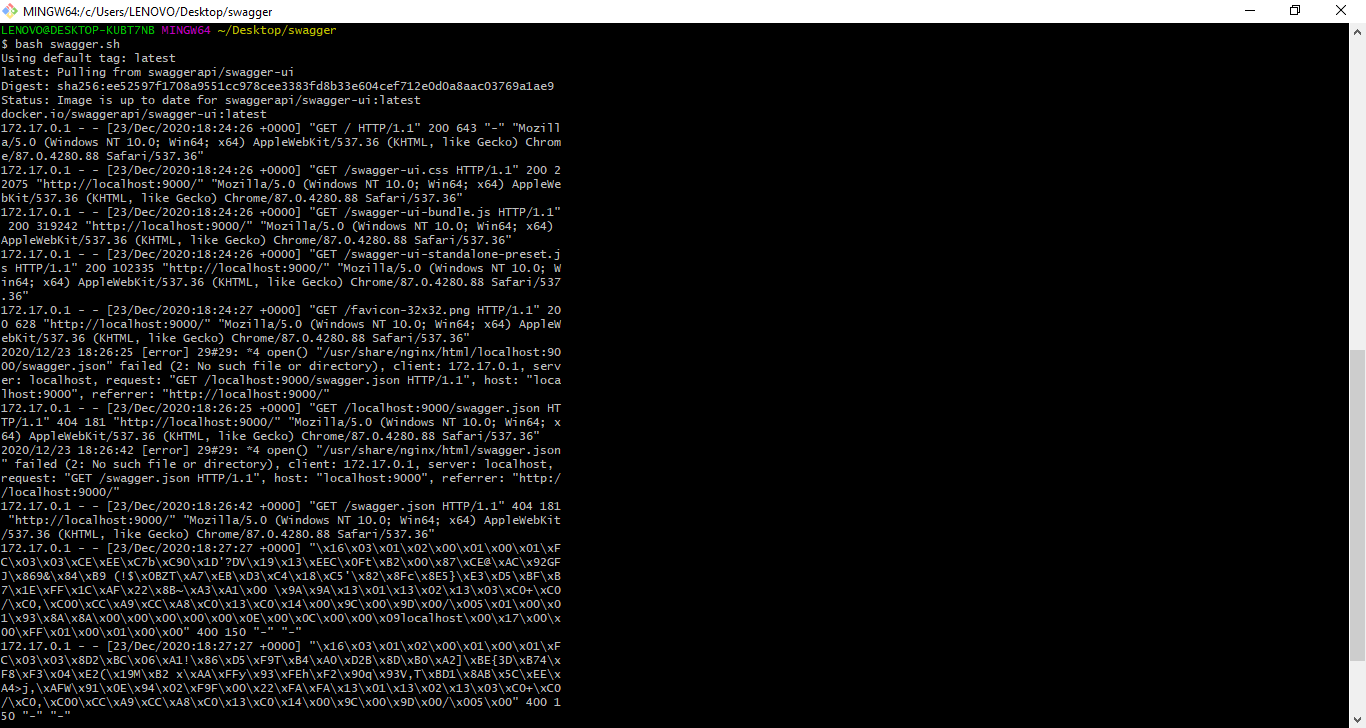 MINGW64:/c/Users/LENOVO/Desktop/swagger
LENOVO@DESKTOP-KUBT7NB MINGW64 ~/Desktop/swagger
$ bash swagger.sh
Using default tag: latest
latest: Pulling from swaggerapi/swagger-ui
Digest: sha256:ee52597f1708a9551cc978cee3383fd8b33e604cef712e0d0a8aac03769a1ae9
Status: Image is up to date for swaggerapi/swagger-ui:latest
docker.io/swaggerapi/swagger-ui:latest
172.17.0.1 - - [23/Dec/2020:18:24:26 +0000] "GET / HTTP/1.1" 200 643 "-" "Mozill
a/5.0 (Windows NT 10.0; Win64; x64) AppleWebKit/537.36 (KHTML, like Gecko) Chrom
e/87.0.4280.88 Safari/537.36"
172.17.0.1 - - [23/Dec/2020:18:24:26 +0000] "GET /swagger-ui.css HTTP/1.1" 200 2
2075 "http://localhost:9000/" "Mozilla/5.0 (Windows NT 10.0; Win64; x64) AppleWe
bKit/537.36 (KHTML, like Gecko) Chrome/87.0.4280.88 Safari/537.36"
172.17.0.1 - - [23/Dec/2020:18:24:26 +0000] "GET /swagger-ui-bundle.js HTTP/1.1"
 200 319242 "http://localhost:9000/" "Mozilla/5.0 (Windows NT 10.0; Win64; x64)
AppleWebKit/537.36 (KHTML, like Gecko) Chrome/87.0.4280.88 Safari/537.36"
172.17.0.1 - - [23/Dec/2020:18:24:26 +0000] "GET /swagger-ui-standalone-preset.j
s HTTP/1.1" 200 102335 "http://localhost:9000/" "Mozilla/5.0 (Windows NT 10.0; W
in64; x64) AppleWebKit/537.36 (KHTML, like Gecko) Chrome/87.0.4280.88 Safari/537
.36"
172.17.0.1 - - [23/Dec/2020:18:24:27 +0000] "GET /favicon-32x32.png HTTP/1.1" 20
0 628 "http://localhost:9000/" "Mozilla/5.0 (Windows NT 10.0; Win64; x64) AppleW
ebKit/537.36 (KHTML, like Gecko) Chrome/87.0.4280.88 Safari/537.36"
2020/12/23 18:26:25 [error] 29#29: *4 open() "/usr/share/nginx/html/localhost:90
00/swagger.json" failed (2: No such file or directory), client: 172.17.0.1, serv
er: localhost, request: "GET /localhost:9000/swagger.json HTTP/1.1", host: "loca
lhost:9000", referrer: "http://localhost:9000/"
172.17.0.1 - - [23/Dec/2020:18:26:25 +0000] "GET /localhost:9000/swagger.json HT
TP/1.1" 404 181 "http://localhost:9000/" "Mozilla/5.0 (Windows NT 10.0; Win64; x
64) AppleWebKit/537.36 (KHTML, like Gecko) Chrome/87.0.4280.88 Safari/537.36"
2020/12/23 18:26:42 [error] 29#29: *4 open() "/usr/share/nginx/html/swagger.json
" failed (2: No such file or directory), client: 172.17.0.1, server: localhost,
request: "GET /swagger.json HTTP/1.1", host: "localhost:9000", referrer: "http:/
/localhost:9000/"
172.17.0.1 - - [23/Dec/2020:18:26:42 +0000] "GET /swagger.json HTTP/1.1" 404 181
 "http://localhost:9000/" "Mozilla/5.0 (Windows NT 10.0; Win64; x64) AppleWebKit
/537.36 (KHTML, like Gecko) Chrome/87.0.4280.88 Safari/537.36"
172.17.0.1 - - [23/Dec/2020:18:27:27 +0000] "\x16\x03\x01\x02\x00\x01\x00\x01\xF
C\x03\x03\xCE\xEE\xC7b\xC90\x1D'?DV\x19\x13\xEEC\x0Ft\xB2\x00\x87\xCE@\xAC\x92GF
J\x869&\x84\xB9 (!$\x0BZT\xA7\xEB\xD3\xC4\x18\xC5'\x82\x8Fc\x8E5}\xE3\xD5\xBF\xB
7\x1E\xFF\x1C\xAF\x22\x8B~\xA3\xA1\x00 \x9A\x9A\x13\x01\x13\x02\x13\x03\xC0+\xC0
/\xC0,\xC00\xCC\xA9\xCC\xA8\xC0\x13\xC0\x14\x00\x9C\x00\x9D\x00/\x005\x01\x00\x0
1\x93\x8A\x8A\x00\x00\x00\x00\x00\x0E\x00\x0C\x00\x00\x09localhost\x00\x17\x00\x
00\xFF\x01\x00\x01\x00\x00" 400 150 "-" "-"
172.17.0.1 - - [23/Dec/2020:18:27:27 +0000] "\x16\x03\x01\x02\x00\x01\x00\x01\xF
C\x03\x03\x8D2\xBC\x06\xA1!\x86\xD5\xF9T\xB4\xA0\xD2B\x8D\xB0\xA2]\xBE{3D\xB74\x
F8\xF3\x04\xE2(\x19M\xB2 x\xAA\xFFy\x93\xFEh\xF2\x90q\x93V,T\xBD1\x8AB\x5C\xEE\x
A4>j,\xAFW\x91\x0E\x94\x02\xF9F\x00\x22\xFA\xFA\x13\x01\x13\x02\x13\x03\xC0+\xC0
/\xC0,\xC00\xCC\xA9\xCC\xA8\xC0\x13\xC0\x14\x00\x9C\x00\x9D\x00/\x005\x00" 400 1
50 "-" "-"